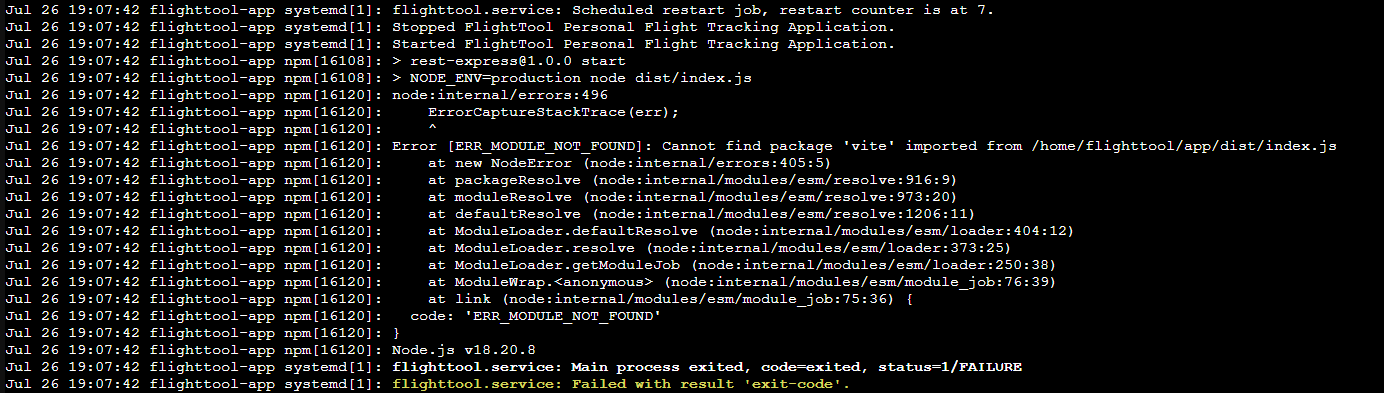 Jul 26 19:07:42 flighttool-app systemd[1]: flighttool.service: Scheduled restart job, restart counter is at 7.
Jul 26 19:07:42 flighttool-app systemd[1]: Stopped FlightTool Personal Flight Tracking Application.
Jul 26 19:07:42 flighttool-app systemd[1]: Started FlightTool Personal Flight Tracking Application.
Jul 26 19:07:42 flighttool-app npm[16108]: > rest-express@1.0.0 start
Jul 26 19:07:42 flighttool-app npm[16108]: > NODE_ENV=production node dist/index.js
Jul 26 19:07:42 flighttool-app npm[16120]: node:internal/errors:496
Jul 26 19:07:42 flighttool-app npm[16120]:     ErrorCaptureStackTrace(err);
Jul 26 19:07:42 flighttool-app npm[16120]:     ^
Jul 26 19:07:42 flighttool-app npm[16120]: Error [ERR_MODULE_NOT_FOUND]: Cannot find package 'vite' imported from /home/flighttool/app/dist/index.js
Jul 26 19:07:42 flighttool-app npm[16120]:     at new NodeError (node:internal/errors:405:5)
Jul 26 19:07:42 flighttool-app npm[16120]:     at packageResolve (node:internal/modules/esm/resolve:916:9)
Jul 26 19:07:42 flighttool-app npm[16120]:     at moduleResolve (node:internal/modules/esm/resolve:973:20)
Jul 26 19:07:42 flighttool-app npm[16120]:     at defaultResolve (node:internal/modules/esm/resolve:1206:11)
Jul 26 19:07:42 flighttool-app npm[16120]:     at ModuleLoader.defaultResolve (node:internal/modules/esm/loader:404:12)
Jul 26 19:07:42 flighttool-app npm[16120]:     at ModuleLoader.resolve (node:internal/modules/esm/loader:373:25)
Jul 26 19:07:42 flighttool-app npm[16120]:     at ModuleLoader.getModuleJob (node:internal/modules/esm/loader:250:38)
Jul 26 19:07:42 flighttool-app npm[16120]:     at ModuleWrap.<anonymous> (node:internal/modules/esm/module_job:76:39)
Jul 26 19:07:42 flighttool-app npm[16120]:     at link (node:internal/modules/esm/module_job:75:36) {
Jul 26 19:07:42 flighttool-app npm[16120]:   code: 'ERR_MODULE_NOT_FOUND'
Jul 26 19:07:42 flighttool-app npm[16120]: }
Jul 26 19:07:42 flighttool-app npm[16120]: Node.js v18.20.8
Jul 26 19:07:42 flighttool-app systemd[1]: flighttool.service: Main process exited, code=exited, status=1/FAILURE
Jul 26 19:07:42 flighttool-app systemd[1]: flighttool.service: Failed with result 'exit-code'.